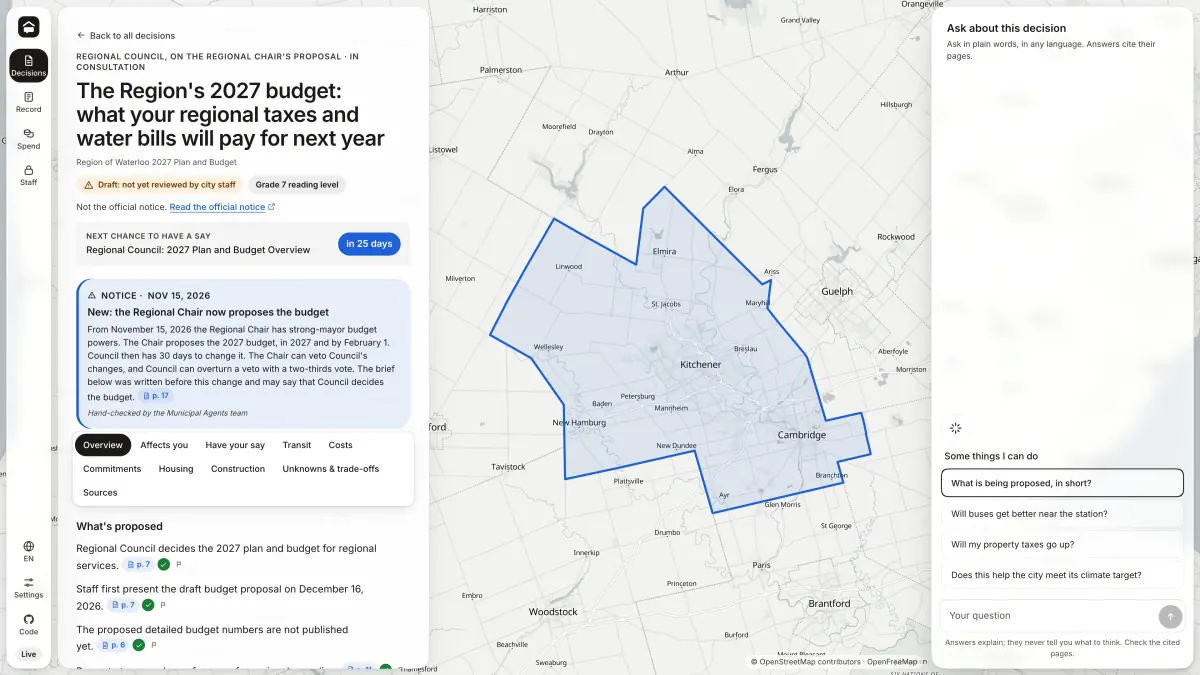 Decisions
Record
Spend
Staff
EN
Settings
Code
Live
Back to all decisions
REGIONAL COUNCIL, ON THE REGIONAL CHAIR'S PROPOSAL · IN
CONSULTATION
The Region's 2027 budget:
what your regional taxes and
water bills will pay for next year
Region of Waterloo 2027 Plan and Budget
Draft: not yet reviewed by city staff
Grade 7 reading level
Not the official notice. Read the official notice
NEXT CHANCE TO HAVE A SAY
Regional Council: 2027 Plan and Budget Overview
in 25 days
NOTICE · NOV 15, 2026
New: the Regional Chair now proposes the budget
From November 15, 2026 the Regional Chair has strong-mayor budget
powers. The Chair proposes the 2027 budget, in 2027 and by February 1.
Council then has 30 days to change it. The Chair can veto Council's
changes, and Council can overturn a veto with a two-thirds vote. The brief
below was written before this change and may say that Council decides
the budget. p. 17
Hand-checked by the Municipal Agents team
Overview Affects you Have your say Transit Costs
Commitments Housing Construction Unknowns & trade-offs
Sources
What's proposed
Regional Council decides the 2027 plan and budget for regional
services. p. 7
Staff first present the draft budget proposal on December 16,
2026. p. 7
The proposed detailed budget numbers are not published
yet. p. 6
Harriston
Orangeville
Grand Valley
Palmerston
Arthur
Hillsburgh
Moorefield
Drayton
Listowel
Alma
Fergus
Elora
Rockwood
Elmira
Linwood
Ariss
Milverton
Guelph
St. Jacobs
Maryhill
Wellesley
Breslau
Aberfoyle
Kitchener
Morriston
Petersburg
Baden
Mannheim
New Hamburg
Cambridge
New Dundee
Tavistock
Plattsville
Branchton
Ayr
Glen Morris
St George
Drumbo
Innerkip
Paris
Princeton
Embro
Woodstock
Brantford
Burford
Beachville
Sweaburg
Mount Pleasant
© OpenStreetMap contributors · OpenFreeMap
Ask about this decision
Ask in plain words, in any language. Answers cite their
pages.
Some things I can do
What is being proposed, in short?
Will buses get better near the station?
Will my property taxes go up?
Does this help the city meet its climate target?
Your question
Answers explain; they never tell you what to think. Check the cited
pages.